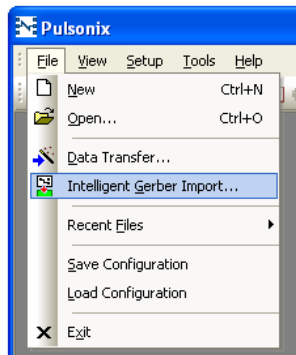 Pulsonix
File View Setup Tools Help
New Ctrl+N
Open... Ctrl+O
Data Transfer...
Intelligent Gerber Import...
Recent Files
Save Configuration
Load Configuration
Exit